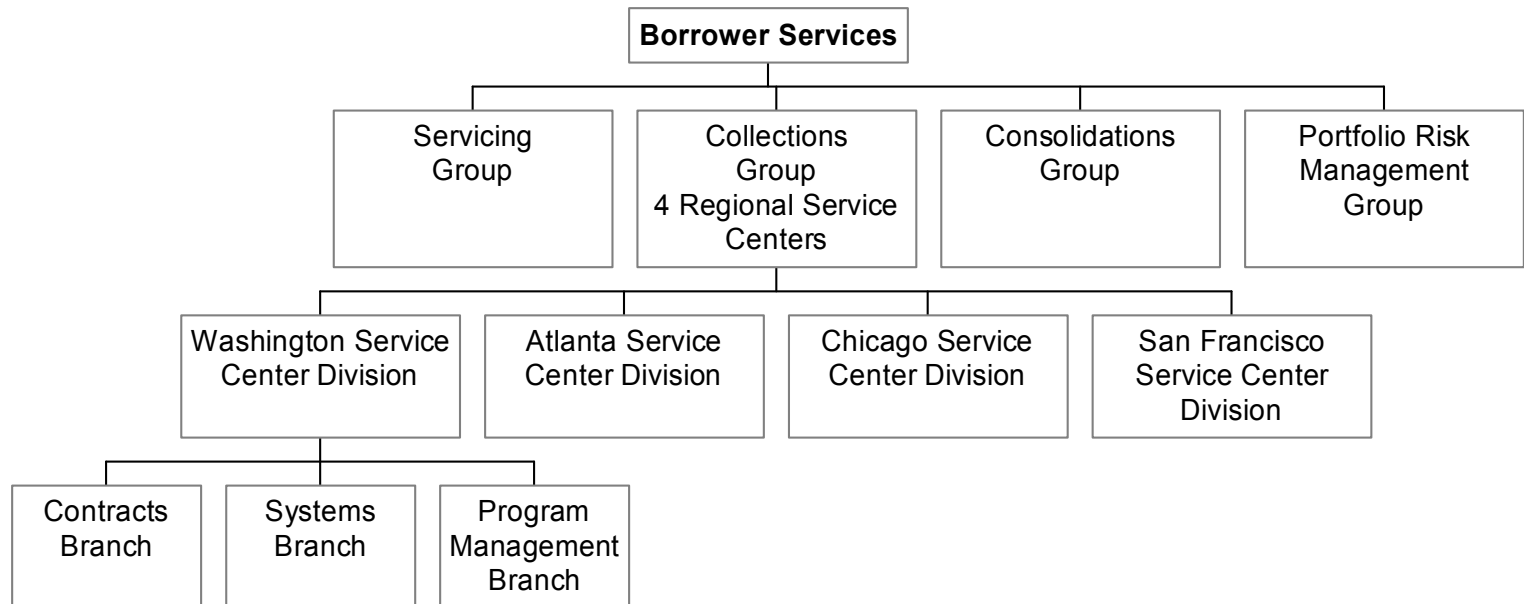 Borrower Services
Servicing
Group
Collections
Group
4 Regional Service
Centers
Consolidations
Group
Portfolio Risk
Management
Group
Washington Service
Center Division
Atlanta Service
Center Division
Chicago Service
Center Division
San Francisco
Service Center
Division
Contracts
Branch
Systems
Branch
Program
Management
Branch